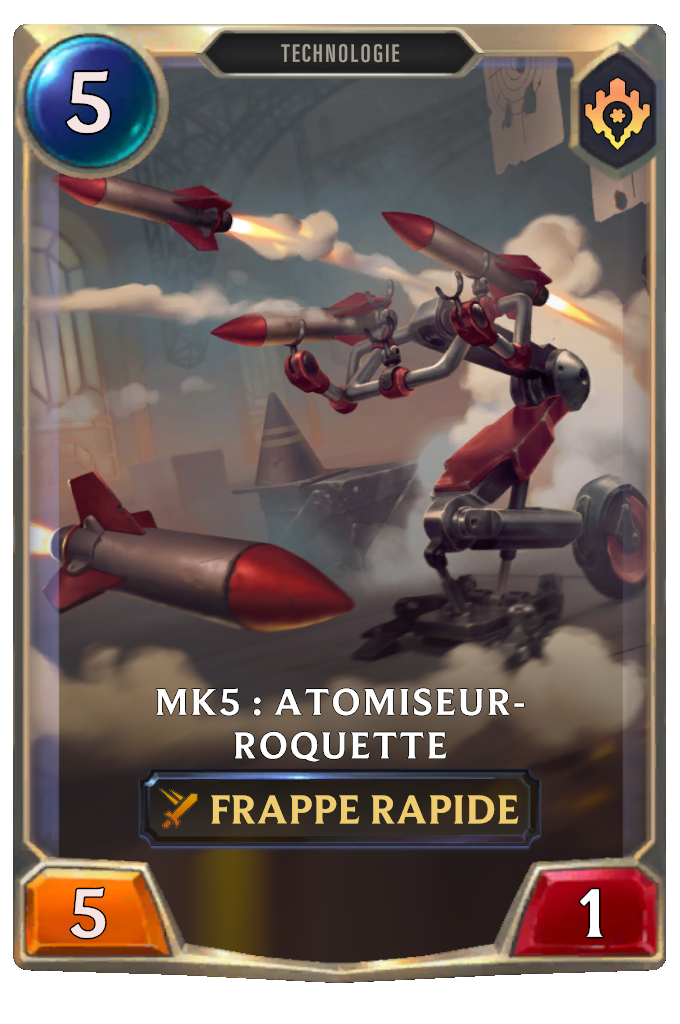 TECHNOLOGIE
5
MK5 : ATOMISEUR-
ROQUETTE
FRAPPE RAPIDE
5
1